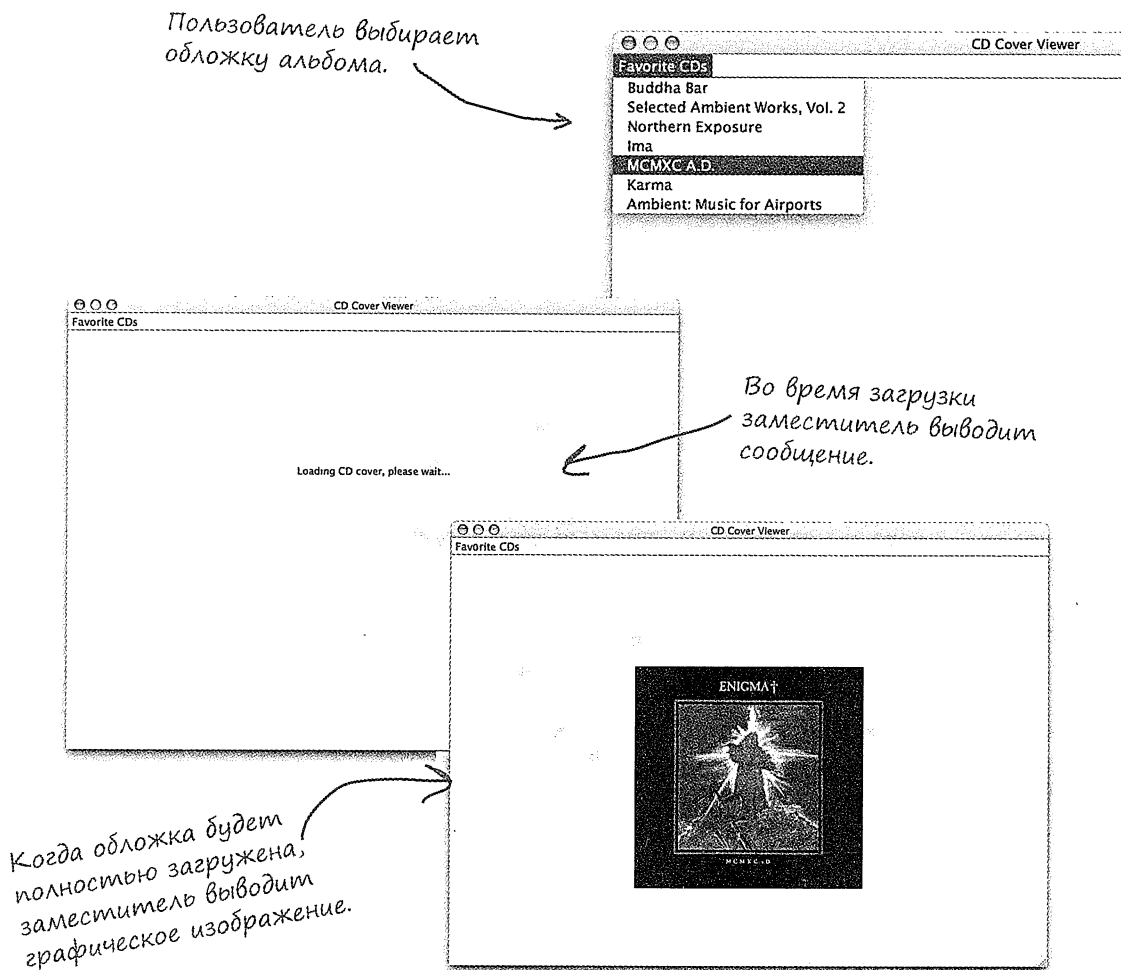 Пользователь выбирает
обложку альбома.
CD Cover Viewer
Favorite CDs
Buddha Bar
Selected Ambient Works, Vol. 2
Northern Exposure
Ima
MCMXC A.D.
Karma
Ambient: Music for Airports
CD Cover Viewer
Favorite CDs
Loading CD cover, please wait...
Во время загрузки
заместитель выводит
сообщение.
CD Cover Viewer
Favorite CDs
ENIGMA†
MCMXC a.D
Когда обложка будет
полностью загружена,
заместитель выводит
графическое изображение.